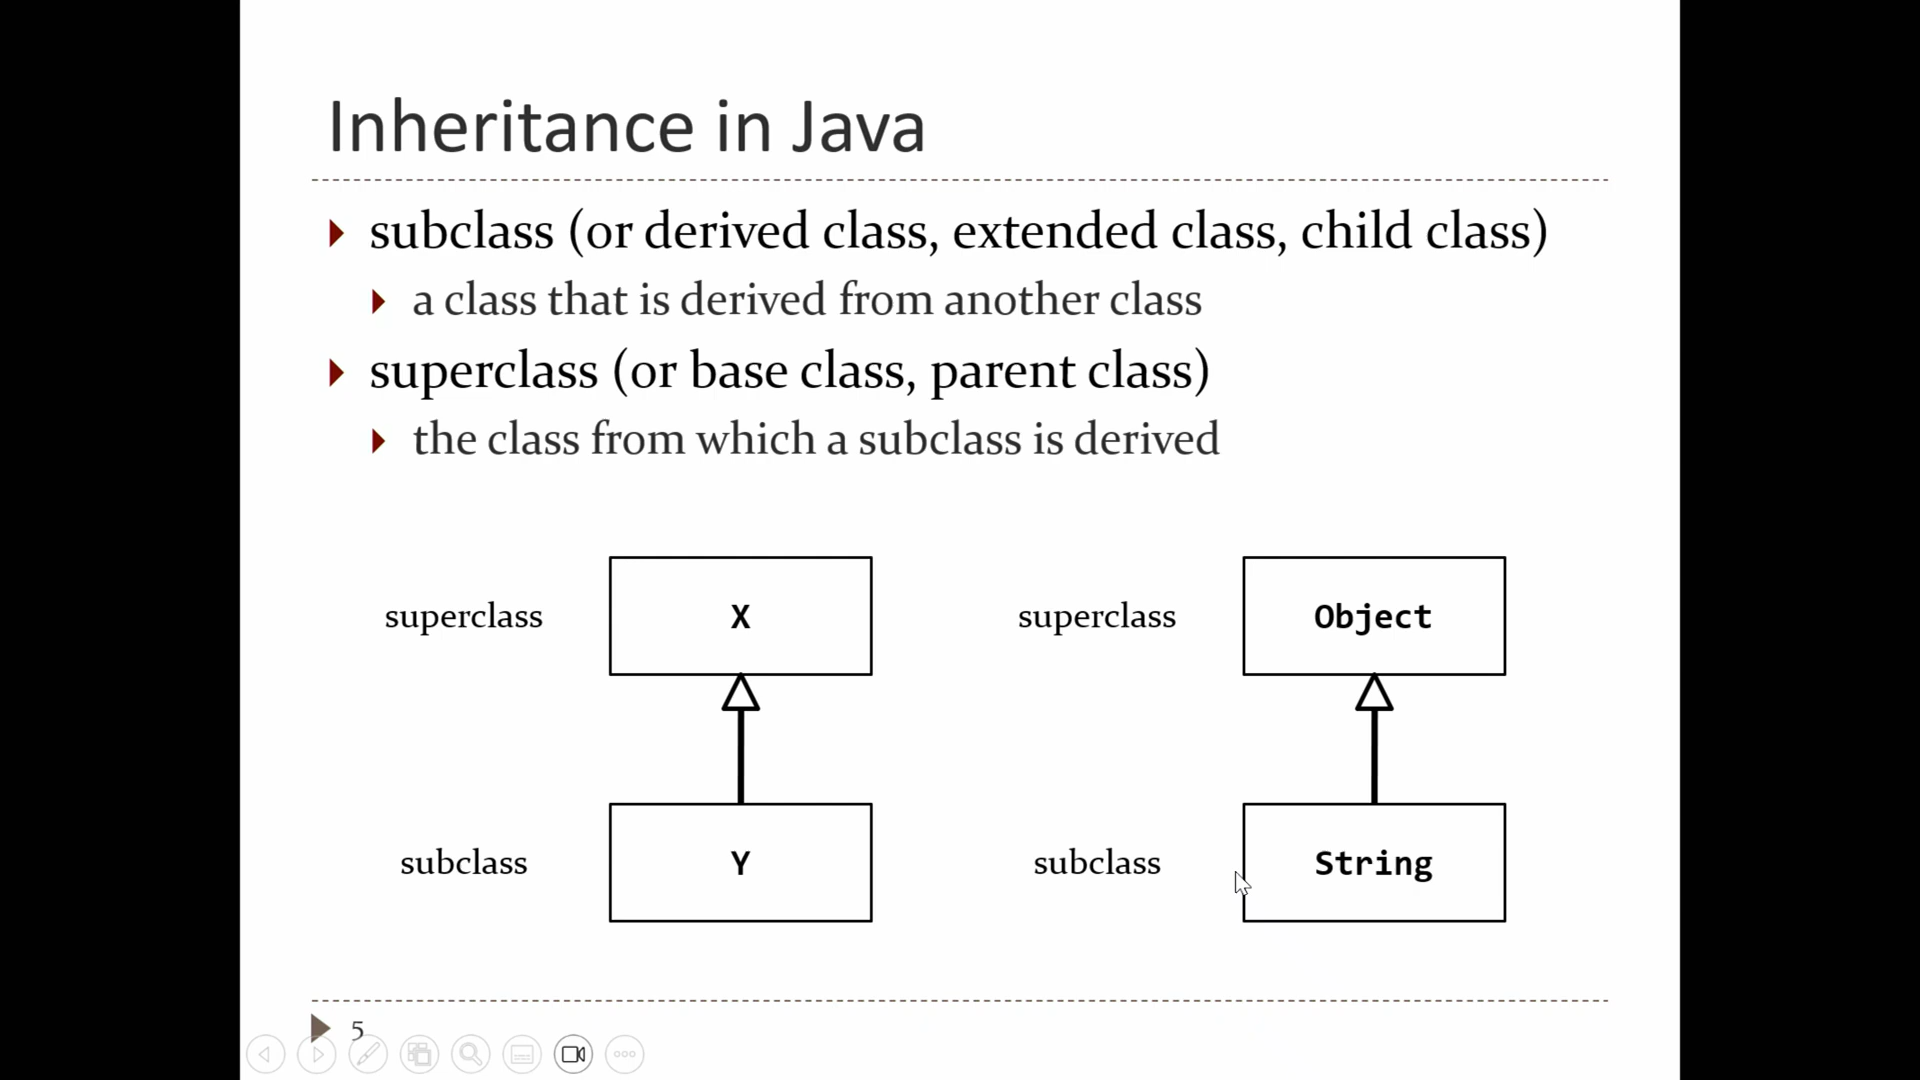 Inheritance in Java
subclass (or derived class, extended class, child class)
a class that is derived from another class
superclass (or base class, parent class)
the class from which a subclass is derived
superclass X superclass Object
subclass Y subclass String
5